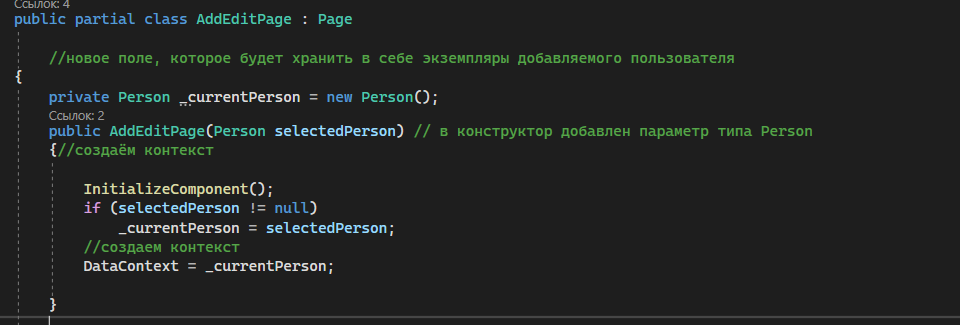 Ссылок: 4
public partial class AddEditPage : Page
//новое поле, которое будет хранить в себе экземпляры добавляемого пользователя
{
private Person _currentPerson = new Person();
Ссылок: 2
public AddEditPage(Person selectedPerson) // в конструктор добавлен параметр типа Person
{//создаём контекст
InitializeComponent();
if (selectedPerson != null)
_currentPerson = selectedPerson;
//создаем контекст
DataContext = _currentPerson;
}